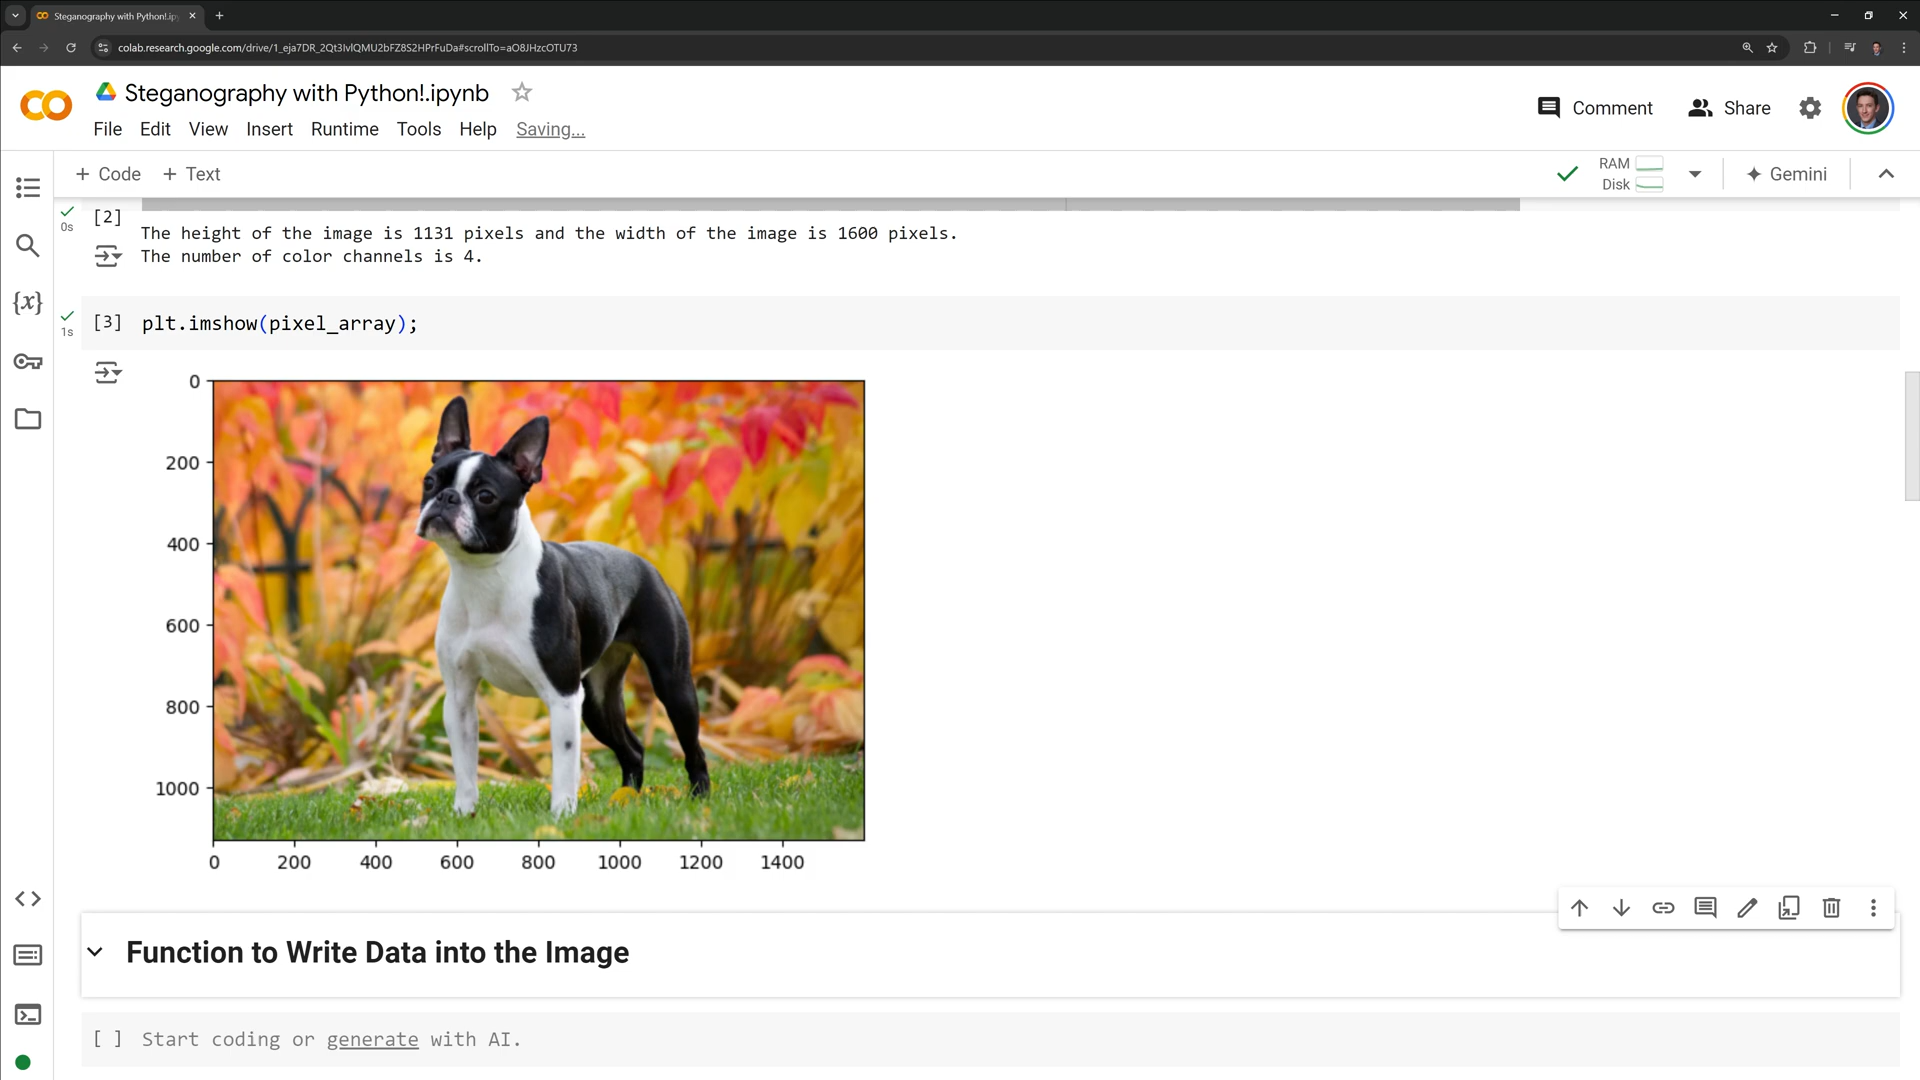 Steganography with Python!.ip
colab.research.google.com/drive/1_eja7DR_2Qt3IvlQMU2bFZ8S2HPrFuDa#scrollTo=aO8JHzcOTU73
Steganography with Python!.ipynb
File Edit View Insert Runtime Tools Help Saving...
Comment Share
+ Code + Text
RAM
Disk
Gemini
0s
[2]
The height of the image is 1131 pixels and the width of the image is 1600 pixels.
The number of color channels is 4.
{x}
1s
[3] plt.imshow(pixel_array);
0
200
400
600
800
1000
0 200 400 600 800 1000 1200 1400
Function to Write Data into the Image
[ ] Start coding or generate with AI.